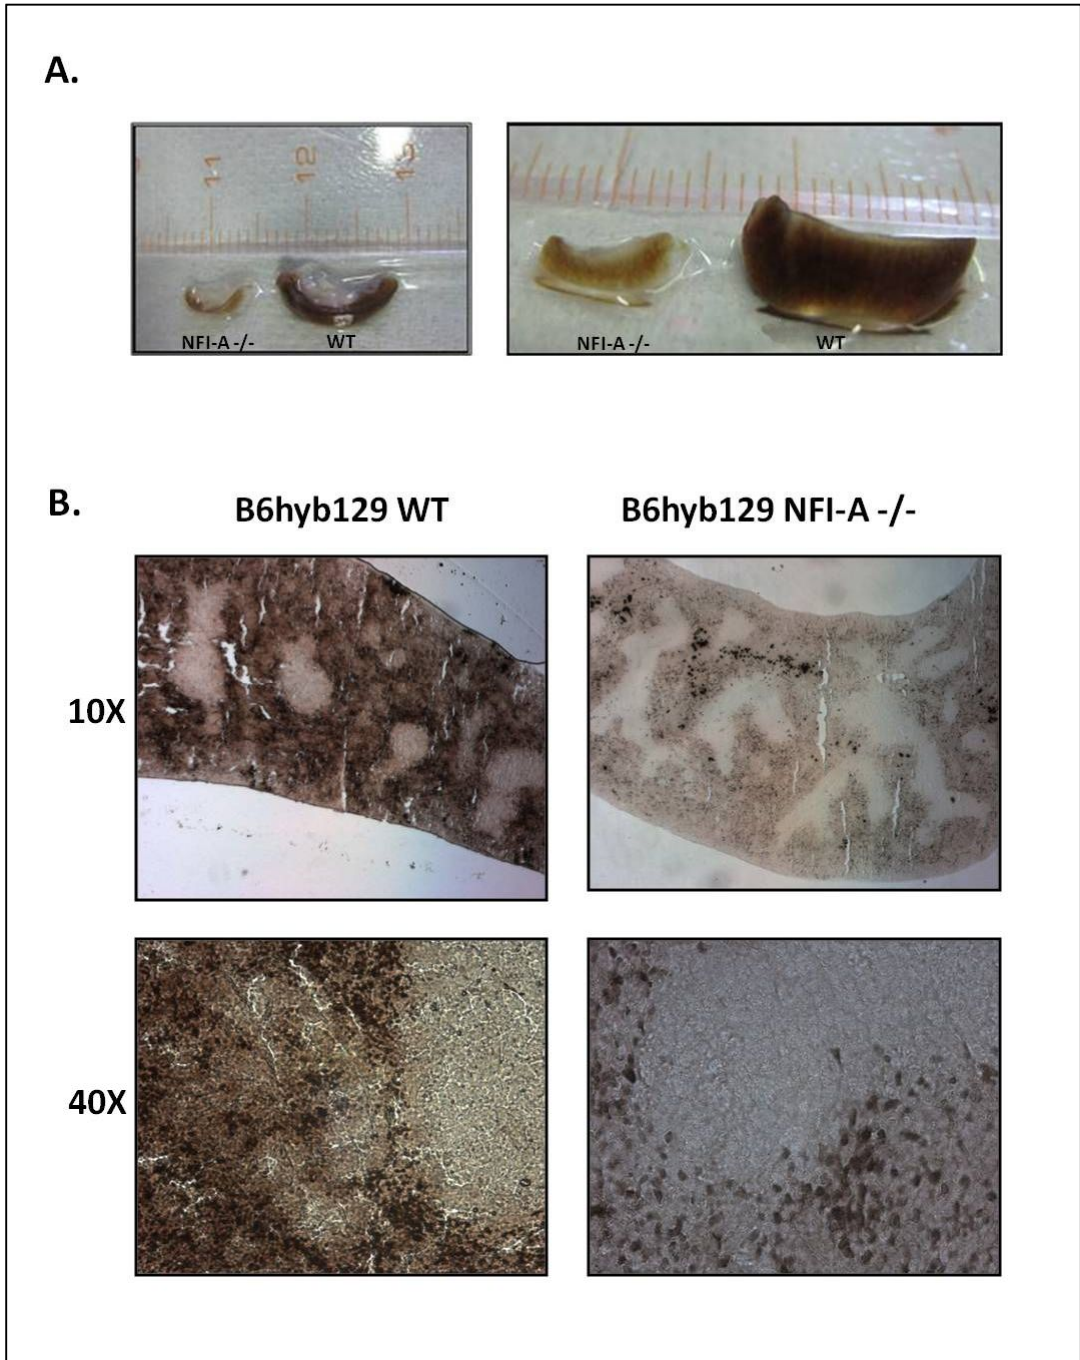 A.
11 12 13
NFI-A -/- WT
NFI-A -/- WT
B.
B6hyb129 WT B6hyb129 NFI-A -/-
10X
40X